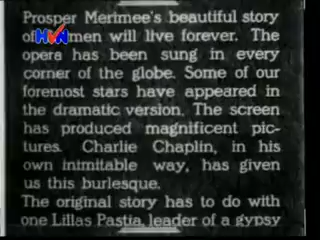 Prosper Merimee's beautiful story
of men will live forever. The
opera has been sung in every
corner of the globe. Some of our
foremost stars have appeared in
the dramatic version. The screen
has produced magnificent pic-
tures. Charlie Chaplin, in his
own inimitable way, has given
us this burlesque.
The original story has to do with
one Lillas Pastia, leader of a gypsy